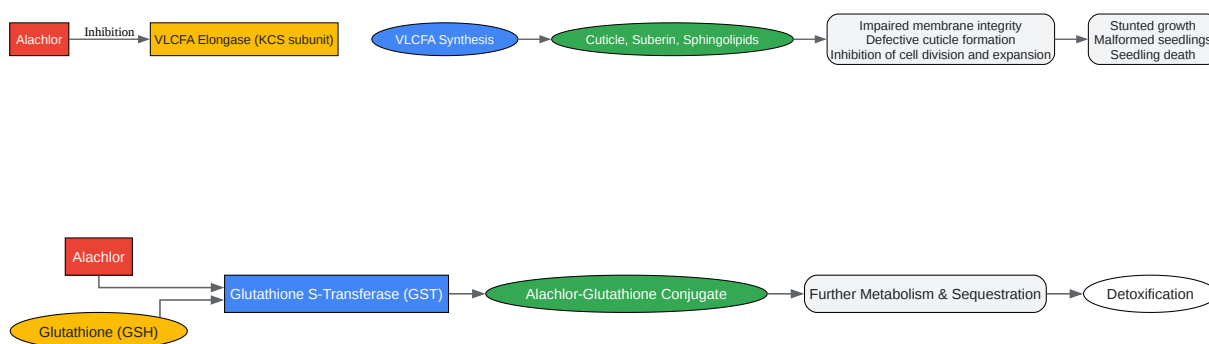 Alachlor
Inhibition
VLCFA Elongase (KCS subunit)
VLCFA Synthesis
Cuticle, Suberin, Sphingolipids
Impaired membrane integrity
Defective cuticle formation
Inhibition of cell division and expansion
Stunted growth
Malformed seedlings
Seedling death
Alachlor
Glutathione (GSH)
Glutathione S-Transferase (GST)
Alachlor-Glutathione Conjugate
Further Metabolism & Sequestration
Detoxification